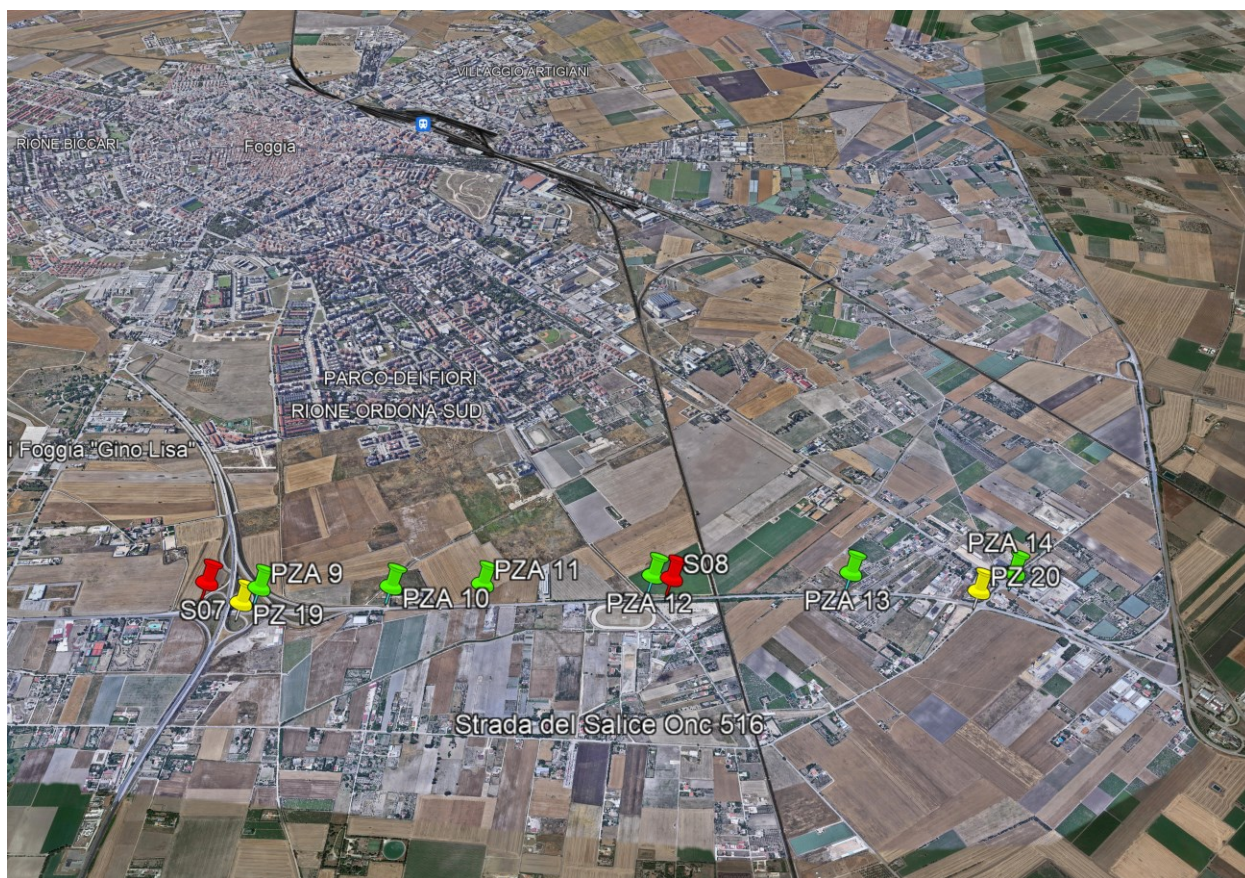 VILLAGGIO ARTIGIANI
RIONE BICCARI
Foggia
PARCO DEI FIORI
RIONE ORDONA SUD
i Foggia "Gino Lisa"
PZA 14
S08
PZA 11
PZA 9
PZ 20
PZA 10
PZA 12
PZA 13
S07
PZ 19
Strada del Salice Onc 516